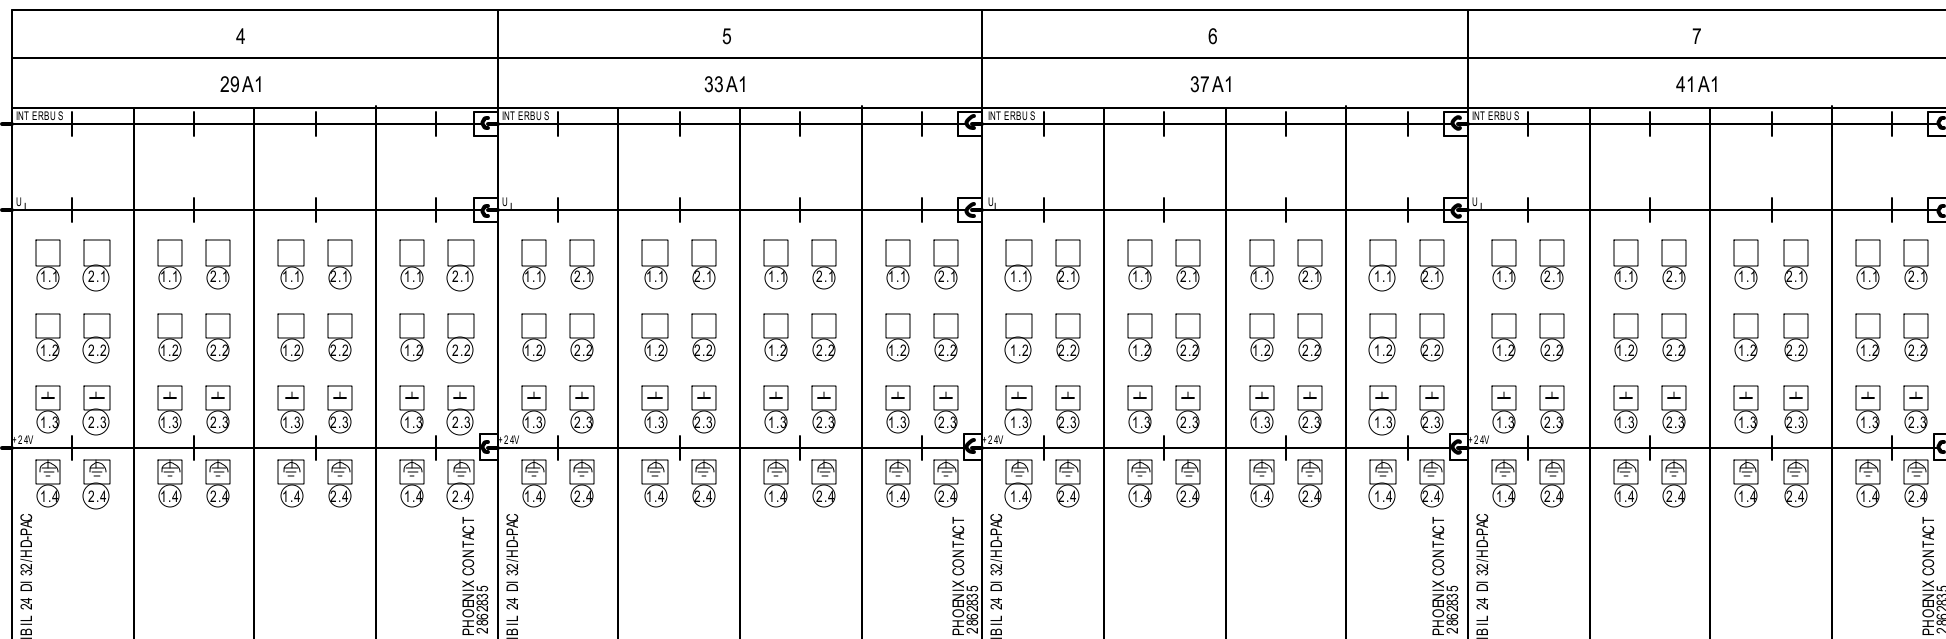 4 5 6 7
29A1 33A1 37A1 41A1
INTERBUS INTERBUS INTERBUS INTERBUS
UL UL UL UL
1.1 2.1 1.1 2.1 1.1 2.1 1.1 2.1 1.1 2.1 1.1 2.1 1.1 2.1 1.1 2.1 1.1 2.1 1.1 2.1 1.1 2.1 1.1 2.1 1.1 2.1 1.1 2.1 1.1 2.1 1.1 2.1
1.2 2.2 1.2 2.2 1.2 2.2 1.2 2.2 1.2 2.2 1.2 2.2 1.2 2.2 1.2 2.2 1.2 2.2 1.2 2.2 1.2 2.2 1.2 2.2 1.2 2.2 1.2 2.2 1.2 2.2 1.2 2.2
1.3 2.3 1.3 2.3 1.3 2.3 1.3 2.3 1.3 2.3 1.3 2.3 1.3 2.3 1.3 2.3 1.3 2.3 1.3 2.3 1.3 2.3 1.3 2.3 1.3 2.3 1.3 2.3 1.3 2.3 1.3 2.3
+24V +24V +24V +24V
1.4 2.4 1.4 2.4 1.4 2.4 1.4 2.4 1.4 2.4 1.4 2.4 1.4 2.4 1.4 2.4 1.4 2.4 1.4 2.4 1.4 2.4 1.4 2.4 1.4 2.4 1.4 2.4 1.4 2.4 1.4 2.4
IBIL 24 DI 32/HD-PAC
PHOENIX CONTACT
2862835
IBIL 24 DI 32/HD-PAC
PHOENIX CONTACT
2862835
IBIL 24 DI 32/HD-PAC
PHOENIX CONTACT
2862835
IBIL 24 DI 32/HD-PAC
PHOENIX CONTACT
2862835